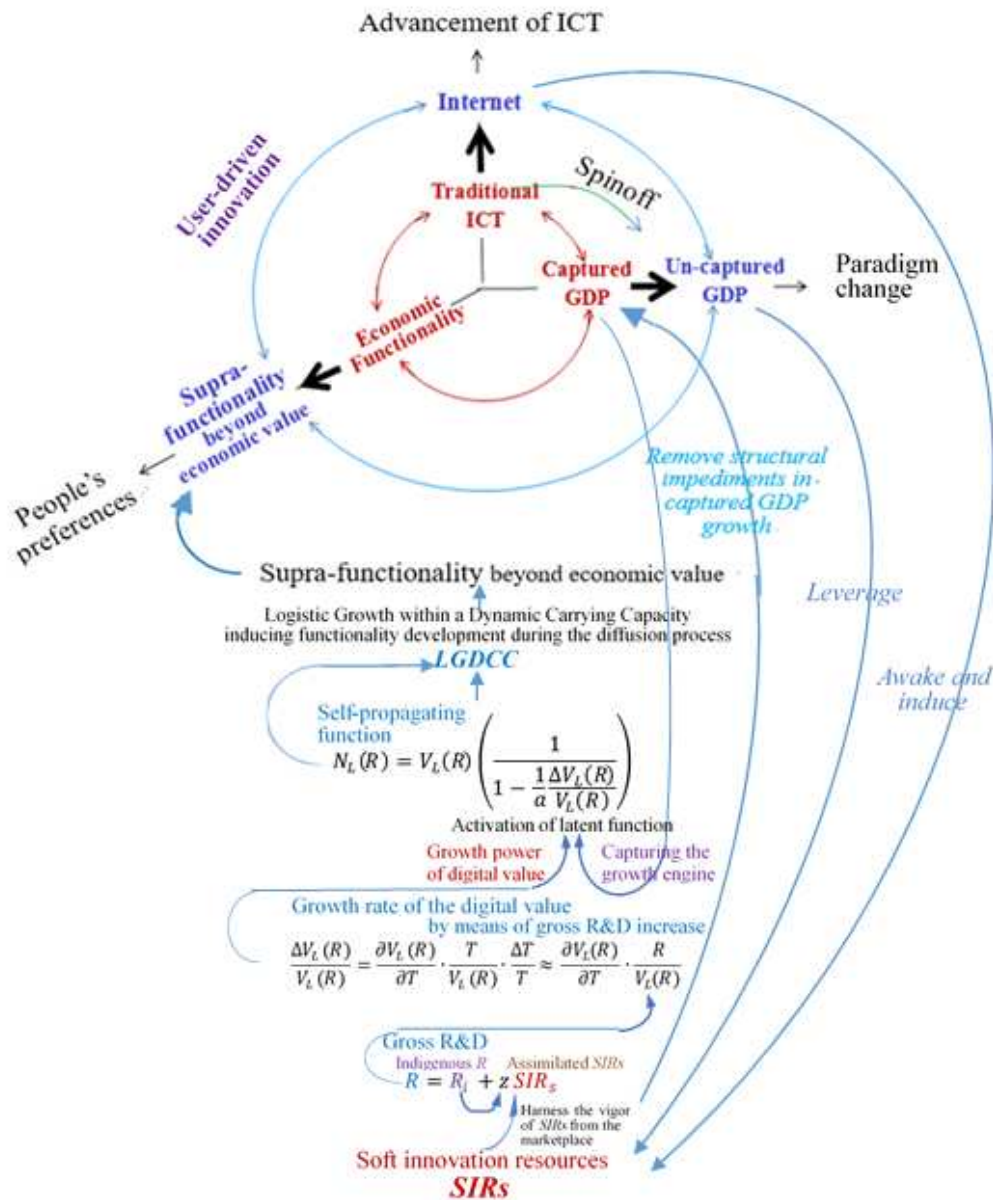 Advancement of ICT
Internet
User-driven
innovation
Traditional
ICT
Spinoff
Captured
GDP
Un-captured
GDP
Paradigm
change
Economic
Functionality
Supra-
functionality
beyond
economic value
People's
preferences
Remove structural
impediments in-
captured GDP
growth
Supra-functionality beyond economic value
Leverage
Logistic Growth within a Dynamic Carrying Capacity
inducing functionality development during the diffusion process
LGDCC
Awake and
induce
Self-propagating
function
N_L(R) = V_L(R) ( 1 / (1 − (1/a) (ΔV_L(R) / V_L(R))) )
Activation of latent function
Growth power
of digital value
Capturing the
growth engine
Growth rate of the digital value
by means of gross R&D increase
ΔV_L(R) / V_L(R) = ∂V_L(R) / ∂T · T / V_L(R) · ΔT / T ≈ ∂V_L(R) / ∂T · R / V_L(R)
Gross R&D
Indigenous R Assimilated SIRs
R = R_i + z SIR_s
Harness the vigor
of SIRs from the
marketplace
Soft innovation resources
SIRs